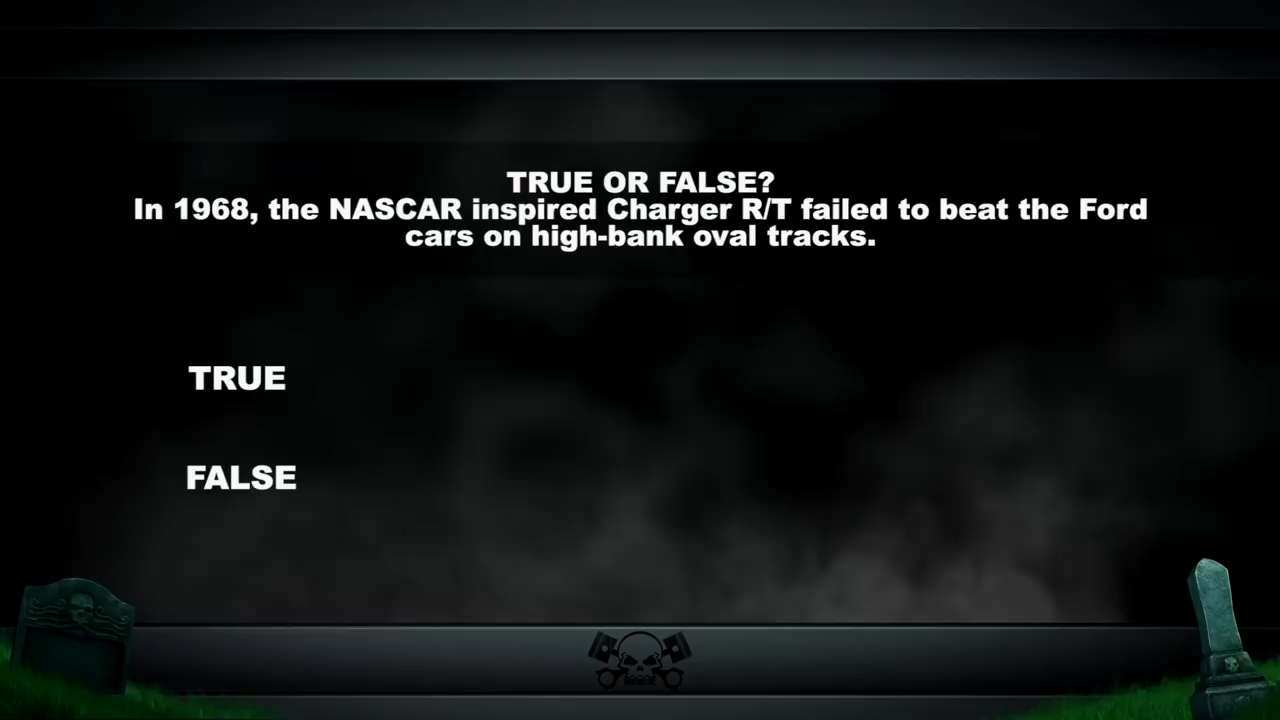 TRUE OR FALSE?
In 1968, the NASCAR inspired Charger R/T failed to beat the Ford
cars on high-bank oval tracks.
TRUE
FALSE